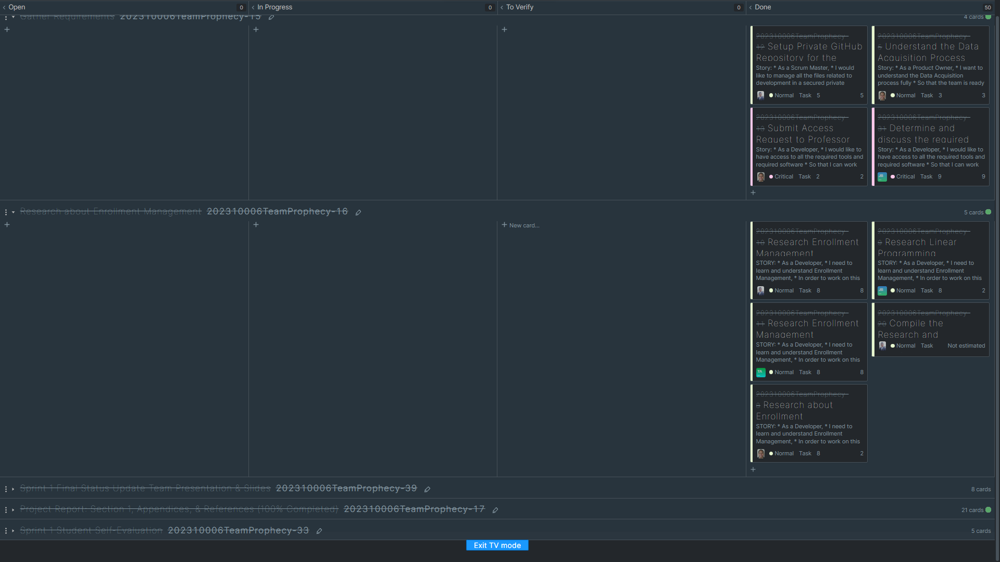 Open 0 In Progress 0 To Verify 0 Done 50
Gather Requirements 202310006TeamProphecy-15 4 cards
202310006TeamProphecy-
12 Setup Private GitHub
Repository for the
Story: * As a Scrum Master, * I would
like to manage all the files related to
development in a secured private
Normal Task 5 5
202310006TeamProphecy-
5 Understand the Data
Acquisition Process
Story: * As a Product Owner, * I want to
understand the Data Acquisition
process fully * So that the team is ready
Normal Task 3 3
202310006TeamProphecy-
13 Submit Access
Request to Professor
Story: * As a Developer, * I would like to
have access to all the required tools and
required software * So that I can work
Critical Task 2 2
202310006TeamProphecy-
31 Determine and
discuss the required
Story: * As a Developer, * I would like to
have access to all the required tools and
required software * So that I can work
JB Critical Task 9 9
Research about Enrollment Management 202310006TeamProphecy-16 5 cards
New card...
202310006TeamProphecy-
10 Research Enrollment
Management
STORY: * As a Developer, * I need to
learn and understand Enrollment
Management, * In order to work on this
Normal Task 8 8
202310006TeamProphecy-
9 Research Linear
Programming
STORY: * As a Developer, * I need to
learn and understand Enrollment
Management, * In order to work on this
JB Normal Task 8 2
202310006TeamProphecy-
11 Research Enrollment
Management
STORY: * As a Developer, * I need to
learn and understand Enrollment
Management, * In order to work on this
TA Normal Task 8 8
202310006TeamProphecy-
20 Compile the
Research and
Normal Task Not estimated
202310006TeamProphecy-
8 Research about
Enrollment
STORY: * As a Developer, * I need to
learn and understand Enrollment
Management, * In order to work on this
Normal Task 8 2
Sprint 1 Final Status Update Team Presentation & Slides 202310006TeamProphecy-39 8 cards
Project Report: Section 1, Appendices, & References (100% Completed) 202310006TeamProphecy-17 21 cards
Sprint 1 Student Self-Evaluation 202310006TeamProphecy-33 5 cards
Exit TV mode